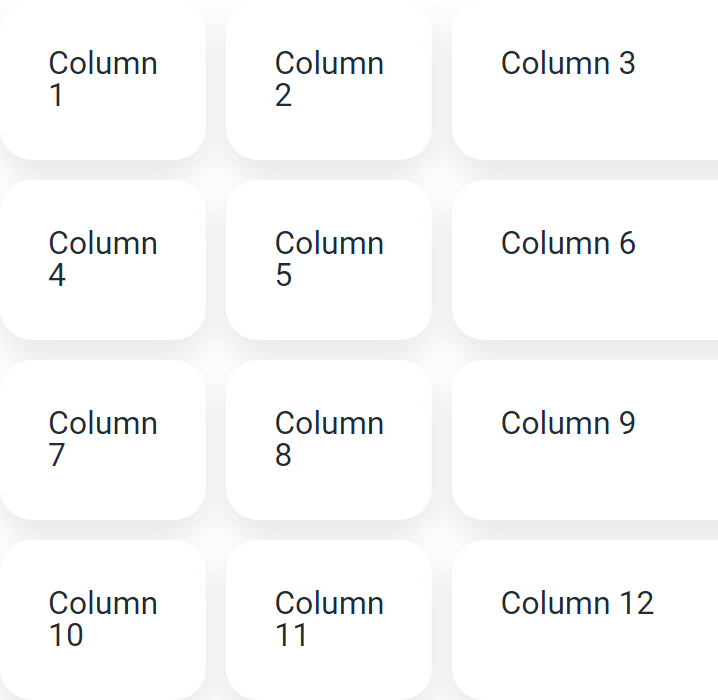 Column
1
Column
2
Column 3
Column
4
Column
5
Column 6
Column
7
Column
8
Column 9
Column
10
Column
11
Column 12